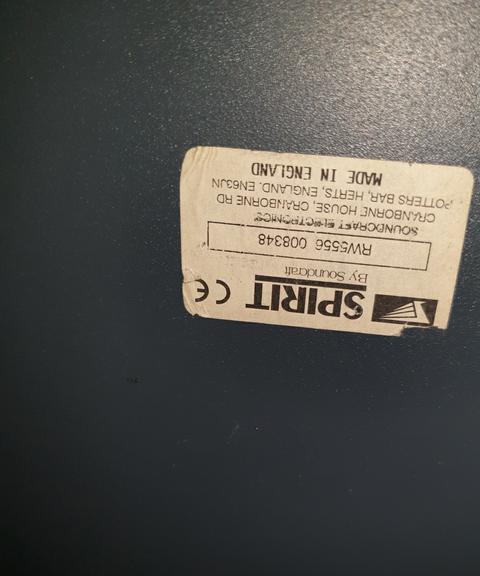 SPIRIT
By Soundcraft
CE
RW5556 008348
SOUNDCRAFT ELECTRONICS
CRANBORNE HOUSE, CRANBORNE RD
POTTERS BAR, HERTS, ENGLAND. EN63JN
MADE IN ENGLAND